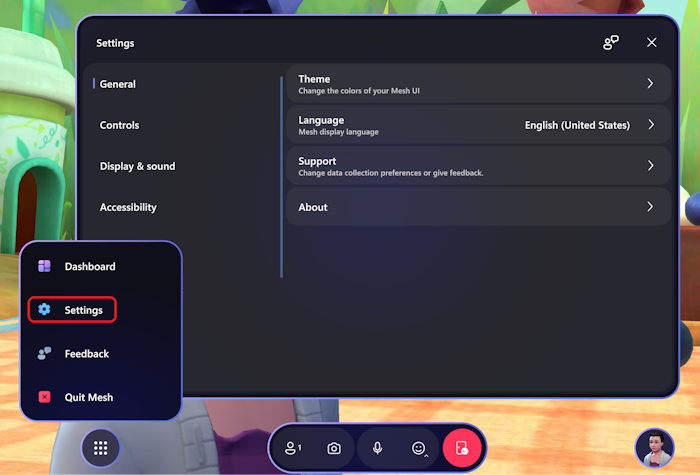 Settings
General
Controls
Display & sound
Accessibility
Theme
Change the colors of your Mesh UI
Language
Mesh display language
English (United States)
Support
Change data collection preferences or give feedback.
About
Dashboard
Settings
Feedback
Quit Mesh
1